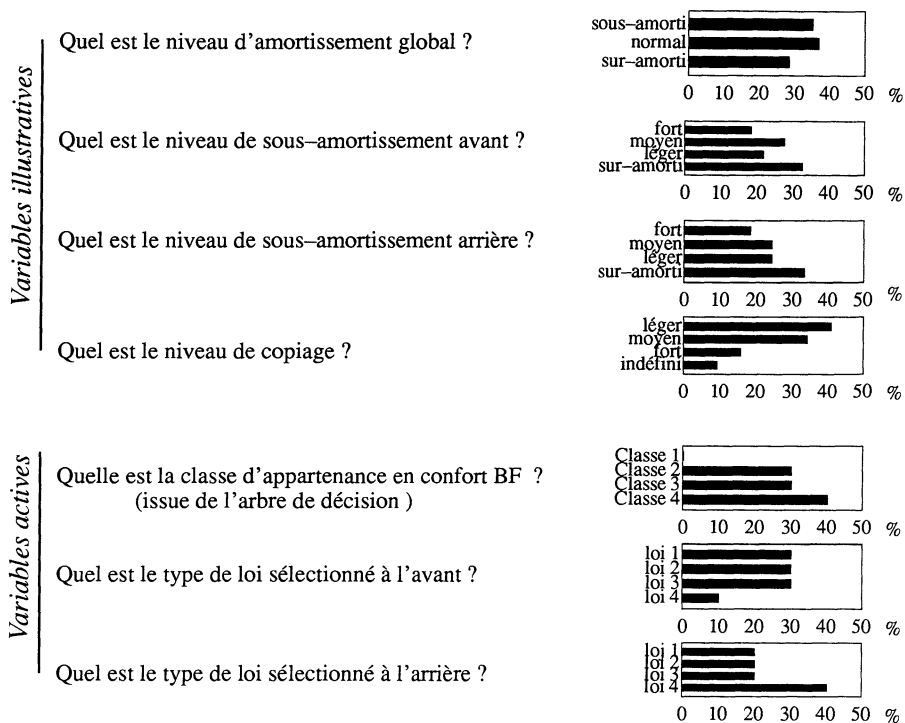 Variables illustratives
Quel est le niveau d'amortissement global ?
sous–amorti
normal
sur–amorti
0 10 20 30 40 50 %
Quel est le niveau de sous–amortissement avant ?
fort
moyen
léger
sur–amorti
0 10 20 30 40 50 %
Quel est le niveau de sous–amortissement arrière ?
fort
moyen
léger
sur–amorti
0 10 20 30 40 50 %
Quel est le niveau de copiage ?
léger
moyen
fort
indéfini
0 10 20 30 40 50 %
Variables actives
Quelle est la classe d'appartenance en confort BF ?
(issue de l'arbre de décision )
Classe 1
Classe 2
Classe 3
Classe 4
0 10 20 30 40 50 %
Quel est le type de loi sélectionné à l'avant ?
loi 1
loi 2
loi 3
loi 4
0 10 20 30 40 50 %
Quel est le type de loi sélectionné à l'arrière ?
loi 1
loi 2
loi 3
loi 4
0 10 20 30 40 50 %